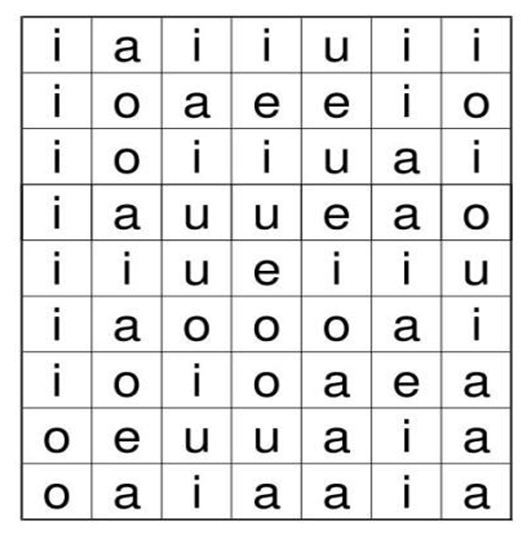 i a i i u i i
i o a e e i o
i o i i u a i
i a u u e a o
i i u e i i u
i a o o o a i
i o i o a e a
o e u u a i a
o a i a a i a